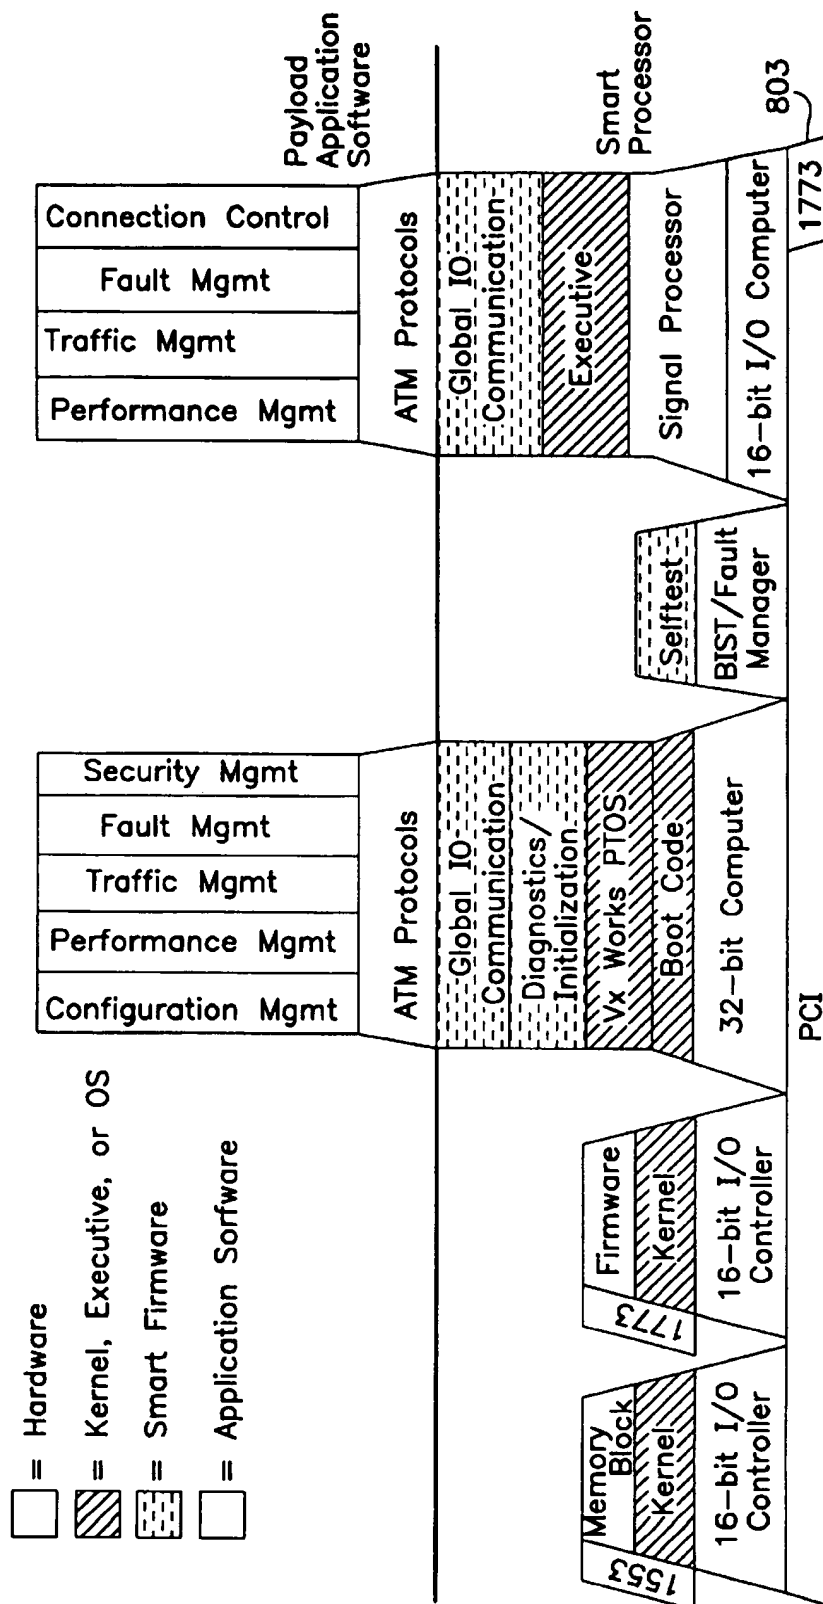 = Hardware
= Kernel, Executive, or OS
= Smart Firmware
= Application Sorfware
Configuration Mgmt
Performance Mgmt
Traffic Mgmt
Fault Mgmt
Security Mgmt
Performance Mgmt
Traffic Mgmt
Fault Mgmt
Connection Control
Payload
Application
Software
ATM Protocols
ATM Protocols
1553
Memory
Block
Kernel
16-bit I/O
Controller
1773
Firmware
Kernel
16-bit I/O
Controller
Global IO
Communication
Diagnostics/
Initialization
Vx Works PTOS
Boot Code
32-bit Computer
Selftest
BIST/Fault
Manager
Global IO
Communication
Executive
Signal Processor
16-bit I/O Computer
Smart
Processor
PCI
1773
803